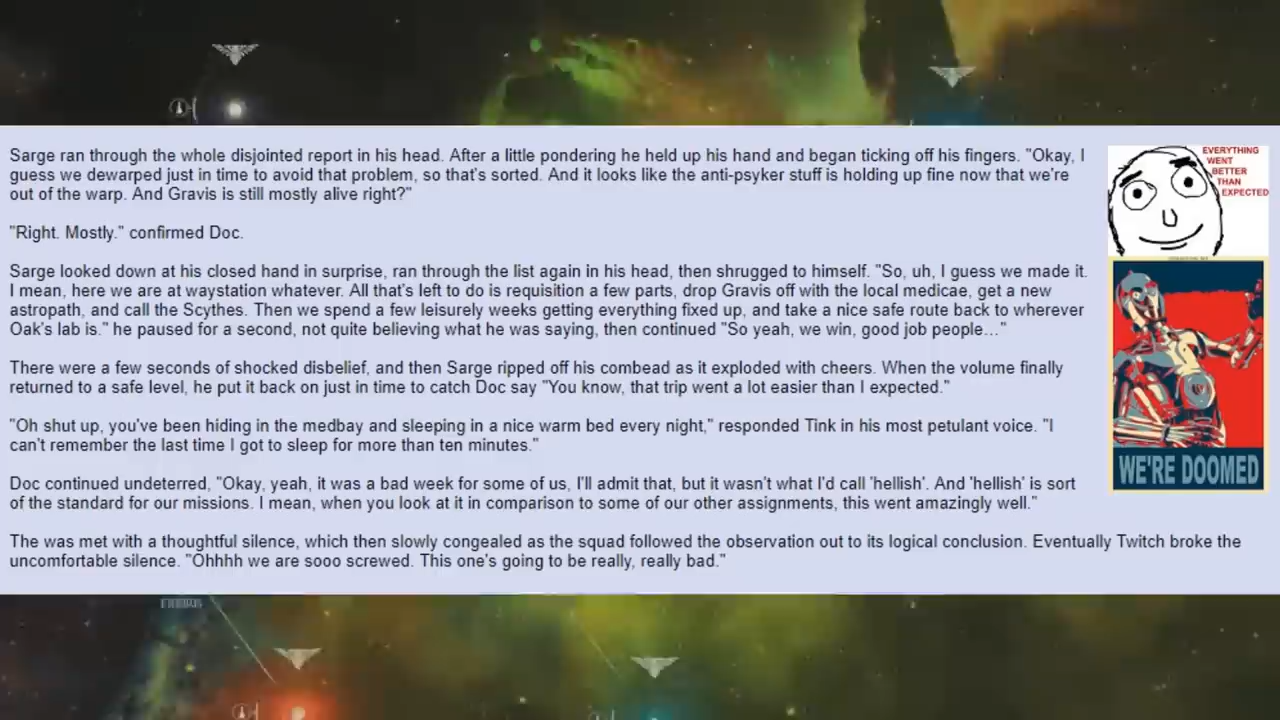 Sarge ran through the whole disjointed report in his head. After a little pondering he held up his hand and began ticking off his fingers. "Okay, I
guess we dewarped just in time to avoid that problem, so that's sorted. And it looks like the anti-psyker stuff is holding up fine now that we're
out of the warp. And Gravis is still mostly alive right?"
"Right. Mostly." confirmed Doc.
Sarge looked down at his closed hand in surprise, ran through the list again in his head, then shrugged to himself. "So, uh, I guess we made it.
I mean, here we are at waystation whatever. All that's left to do is requisition a few parts, drop Gravis off with the local medicae, get a new
astropath, and call the Scythes. Then we spend a few leisurely weeks getting everything fixed up, and take a nice safe route back to wherever
Oak's lab is." he paused for a second, not quite believing what he was saying, then continued "So yeah, we win, good job people…"
There were a few seconds of shocked disbelief, and then Sarge ripped off his combead as it exploded with cheers. When the volume finally
returned to a safe level, he put it back on just in time to catch Doc say "You know, that trip went a lot easier than I expected."
"Oh shut up, you've been hiding in the medbay and sleeping in a nice warm bed every night," responded Tink in his most petulant voice. "I
can't remember the last time I got to sleep for more than ten minutes."
Doc continued undeterred, "Okay, yeah, it was a bad week for some of us, I'll admit that, but it wasn't what I'd call 'hellish'. And 'hellish' is sort
of the standard for our missions. I mean, when you look at it in comparison to some of our other assignments, this went amazingly well."
The was met with a thoughtful silence, which then slowly congealed as the squad followed the observation out to its logical conclusion. Eventually Twitch broke the
uncomfortable silence. "Ohhhh we are sooo screwed. This one's going to be really, really bad."
EVERYTHING
WENT
BETTER
THAN
EXPECTED
WE'RE DOOMED